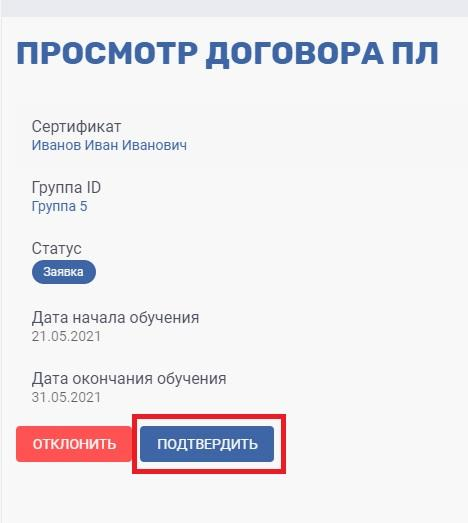 ПРОСМОТР ДОГОВОРА ПЛ
Сертификат
Иванов Иван Иванович
Группа ID
Группа 5
Статус
Заявка
Дата начала обучения
21.05.2021
Дата окончания обучения
31.05.2021
ОТКЛОНИТЬ ПОДТВЕРДИТЬ